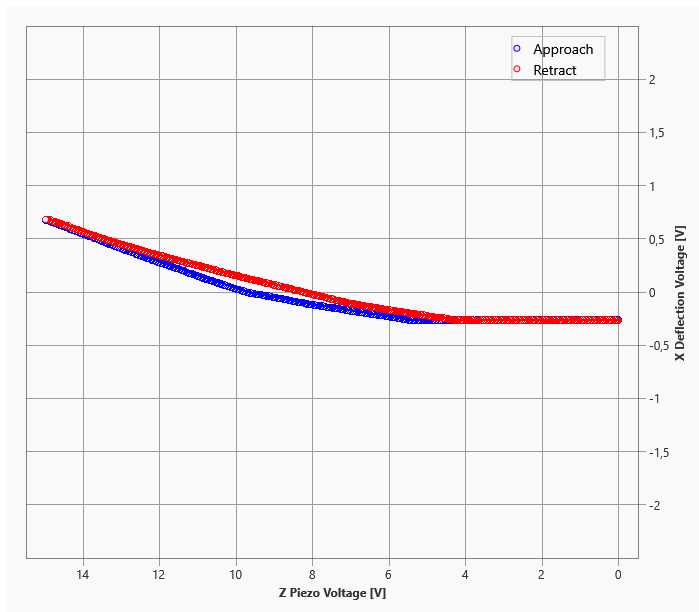 Approach
Retract
2
1,5
1
0,5
0
-0,5
-1
-1,5
-2
X Deflection Voltage [V]
14 12 10 8 6 4 2 0
Z Piezo Voltage [V]